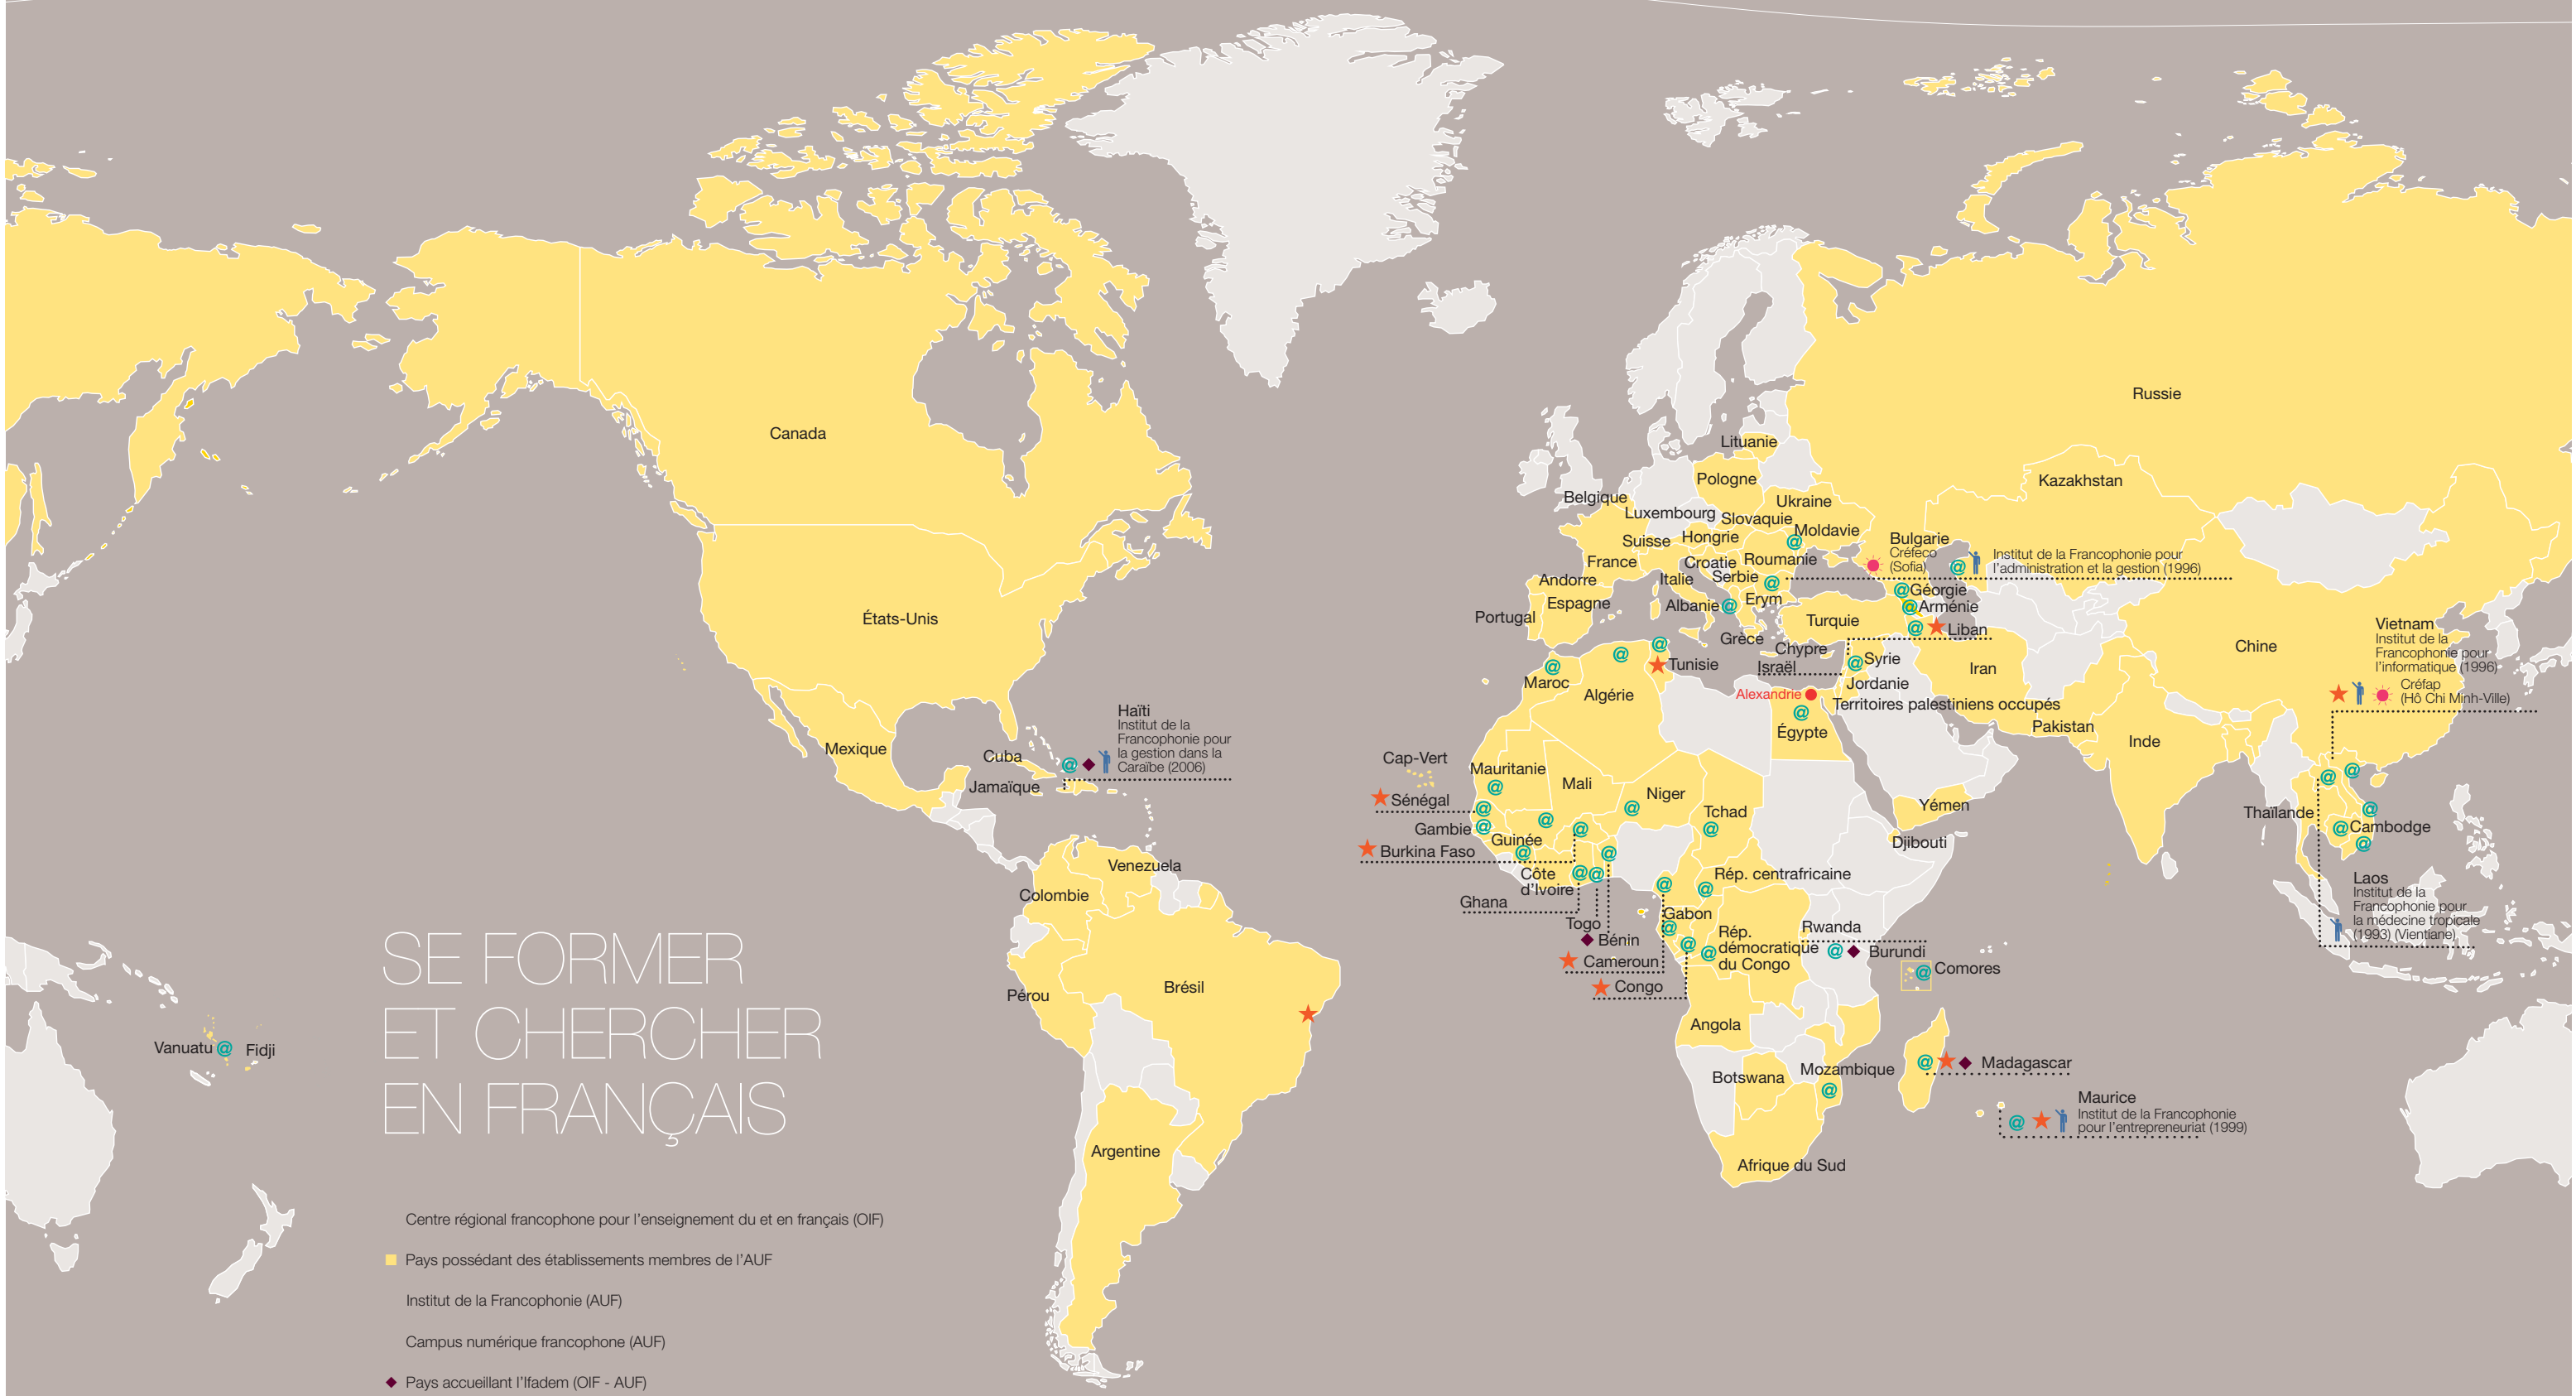 Russie
Canada
Lituanie
Kazakhstan
Pologne
Belgique
Ukraine
Luxembourg
Slovaquie
Moldavie
Suisse
Hongrie
Bulgarie
Créfeco
(Sofia)
Institut de la Francophonie pour
l'administration et la gestion (1996)
France
Croatie
Roumanie
Andorre
Italie
Serbie
Géorgie
Espagne
Albanie
Erym
Arménie
Portugal
États-Unis
Turquie
Liban
Grèce
Chypre
Israël
Syrie
Iran
Chine
Vietnam
Institut de la
Francophonie pour
l'informatique (1996)
Créfap
(Hô Chi Minh-Ville)
Tunisie
Maroc
Algérie
Jordanie
Alexandrie
Territoires palestiniens occupés
Égypte
Pakistan
Inde
Haïti
Institut de la
Francophonie pour
la gestion dans la
Caraïbe (2006)
Mexique
Cuba
Jamaïque
Cap-Vert
Mauritanie
Mali
Niger
Tchad
Yémen
Sénégal
Gambie
Guinée
Burkina Faso
Djibouti
Thaïlande
Cambodge
Côte
d'Ivoire
Rép. centrafricaine
Ghana
Togo
Gabon
Bénin
Cameroun
Congo
Rép.
démocratique
du Congo
Rwanda
Burundi
Comores
Laos
Institut de la
Francophonie pour
la médecine tropicale
(1993) (Vientiane)
Venezuela
Colombie
Pérou
Brésil
Angola
Vanuatu
Fidji
Botswana
Mozambique
Madagascar
Maurice
Institut de la Francophonie
pour l'entrepreneuriat (1999)
Argentine
Afrique du Sud
SE FORMER
ET CHERCHER
EN FRANÇAIS
Centre régional francophone pour l'enseignement du et en français (OIF)
Pays possédant des établissements membres de l'AUF
Institut de la Francophonie (AUF)
Campus numérique francophone (AUF)
Pays accueillant l'Ifadem (OIF - AUF)